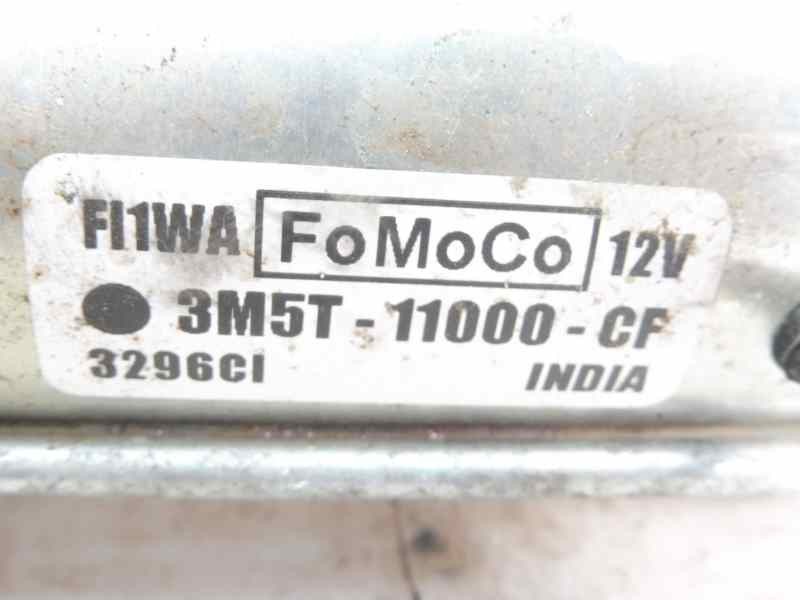 FI1WA FoMoCo 12V
3M5T - 11000 - CF
3296CI INDIA